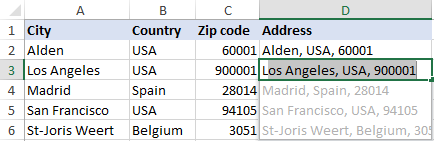 A B C D
1 City Country Zip code Address
2 Alden USA 60001 Alden, USA, 60001
3 Los Angeles USA 900001 Los Angeles, USA, 900001
4 Madrid Spain 28014 Madrid, Spain, 28014
5 San Francisco USA 94105 San Francisco, USA, 94105
6 St-Joris Weert Belgium 3051 St-Joris Weert, Belgium, 305